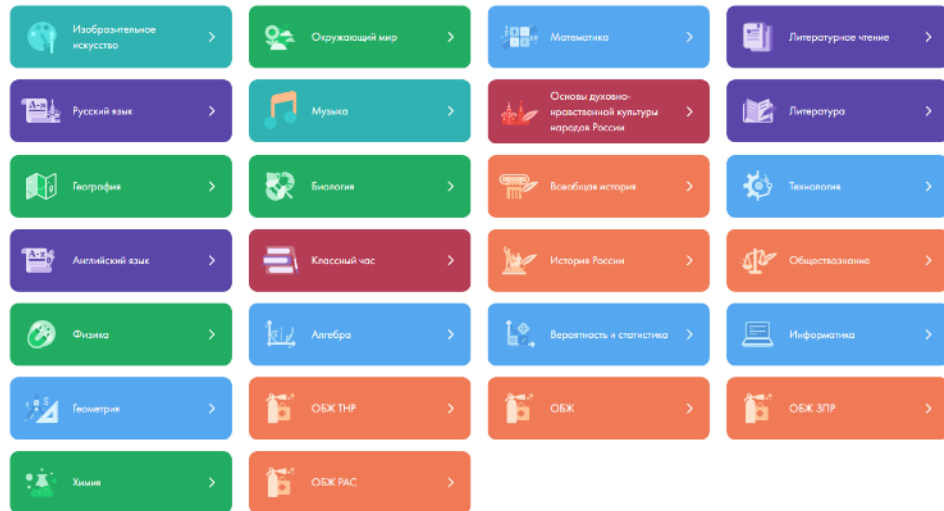 Изобразительное
искусство
Окружающий мир
Математика
Литературное чтение
А-я
Русский язык
Музыка
Основы духовно-
нравственной культуры
народов России
Литература
География
Биология
Всеобщая история
Технология
A-z
Английский язык
Классный час
История России
Обществознание
Физика
Алгебра
Вероятность и статистика
Информатика
Геометрия
ОБЖ ТНР
ОБЖ
ОБЖ ЗПР
Химия
ОБЖ РАС